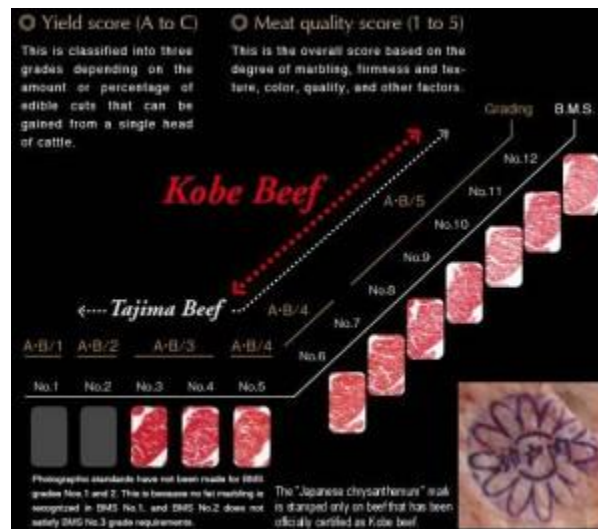 Yield score (A to C)
This is classified into three
grades depending on the
amount or percentage of
edible cuts that can be
gained from a single head
of cattle.
Meat quality score (1 to 5)
This is the overall score based on the
degree of marbling, firmness and tex-
ture, color, quality, and other factors.
Grading B.M.S.
Kobe Beef
A·B/5
No.12
No.11
No.10
No.9
No.8
No.7
No.6
Tajima Beef
A·B/4
A·B/1 A·B/2 A·B/3 A·B/4
No.1 No.2 No.3 No.4 No.5
Photographic standards have not been made for BMS
grades Nos.1 and 2. This is because no fat marbling is
recognized in BMS No.1, and BMS No.2 does not
satisfy BMS No.3 grade requirements.
The "Japanese chrysanthemum" mark
is stamped only on beef that has been
officially certified as Kobe beef